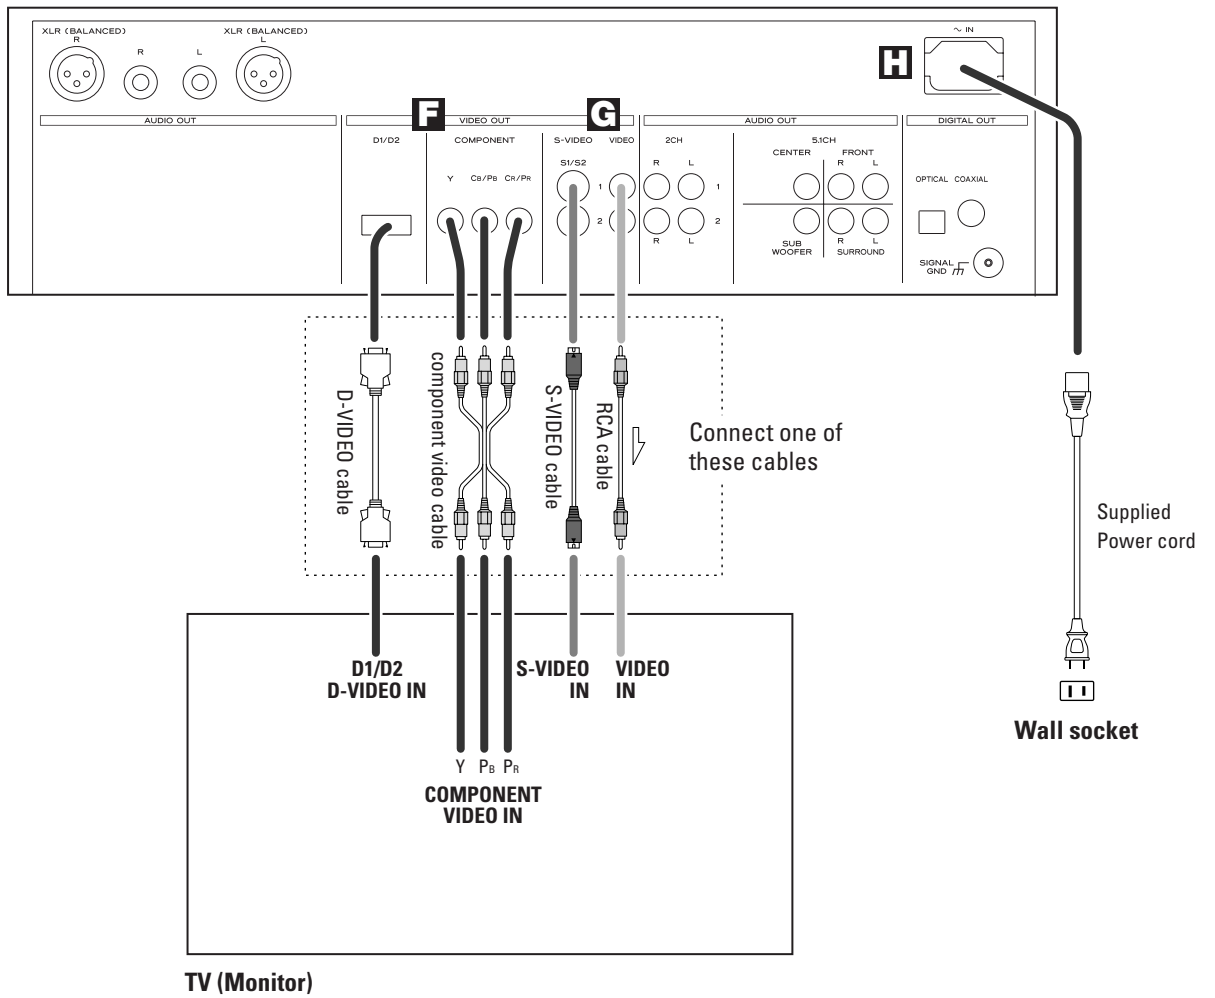 XLR (BALANCED)
R
R
L
XLR (BALANCED)
L
H
~ IN
AUDIO OUT
F
VIDEO OUT
G
AUDIO OUT
DIGITAL OUT
D1/D2
COMPONENT
S-VIDEO
VIDEO
2CH
5.1CH
CENTER
FRONT
S1/S2
R
L
R
L
Y
CB/PB
CR/PR
1
1
OPTICAL
COAXIAL
2
2
R
L
SUB
WOOFER
R
L
SURROUND
SIGNAL
GND
D-VIDEO cable
component video cable
S-VIDEO cable
RCA cable
Connect one of
these cables
Supplied
Power cord
D1/D2
D-VIDEO IN
S-VIDEO
IN
VIDEO
IN
Wall socket
Y
PB
PR
COMPONENT
VIDEO IN
TV (Monitor)